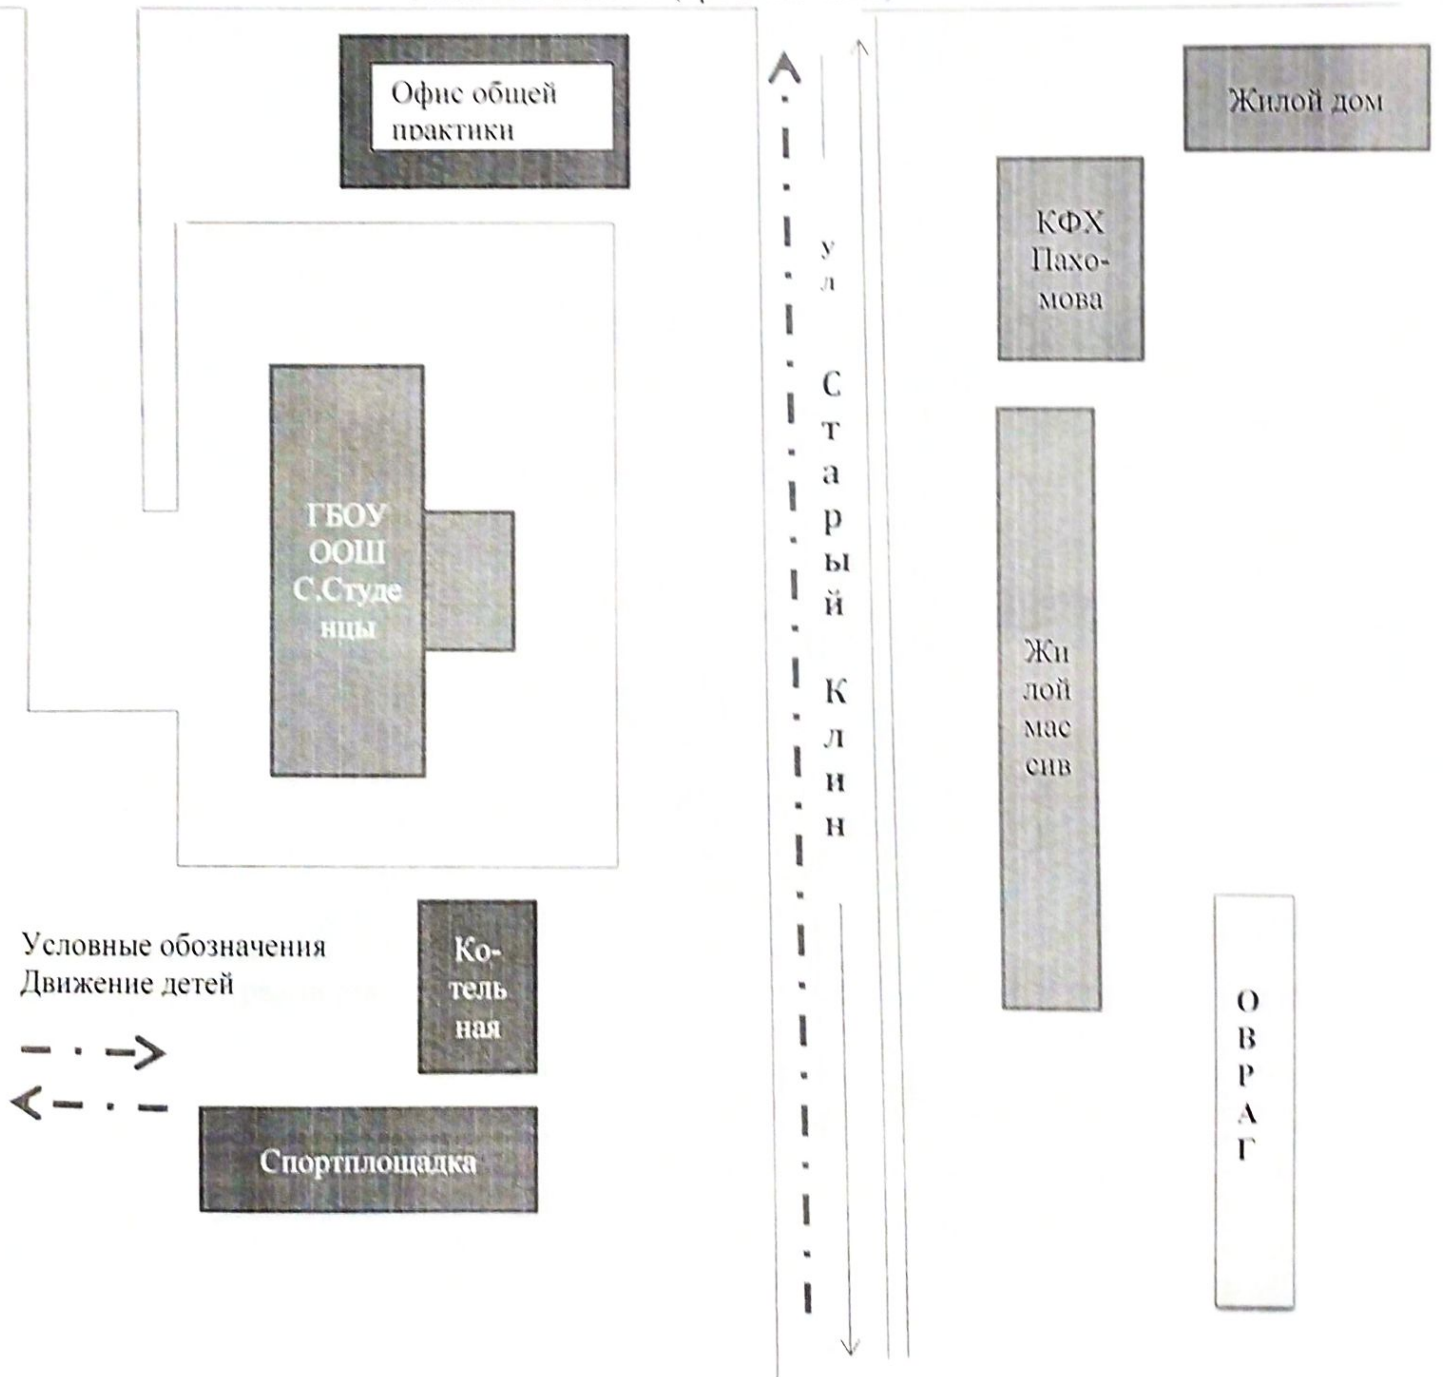 Офис общей
практики
Жилой дом
КФХ
Пахо-
мова
ул Старый Клин
ГБОУ
ООШ
С.Студе
нцы
Жи
лой
мас
сив
Условные обозначения
Движение детей
Ко-
тель
ная
Спортплощадка
ОВРАГ